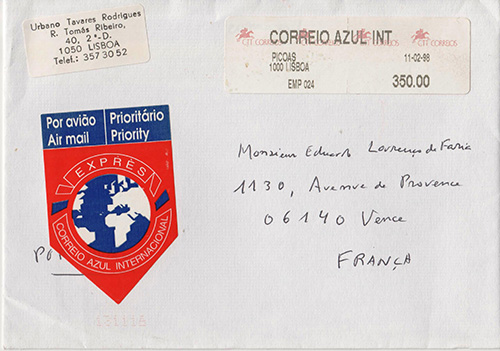 Urbano Tavares Rodrigues
R. Tomás Ribeiro,
40, 2º-D.
1050 LISBOA
Telef.: 357 30 52
CORREIO AZUL INT.
CTT CORREIOS
CTT CORREIOS
PICOAS
11-02-98
1000 LISBOA
EMP 024
350.00
Por avião
Air mail
Prioritário
Priority
EXPRÈS
CORREIO AZUL INTERNACIONAL
Monsieur Eduardo Lourenço de Faria
1130, Avenue de Provence
06140 Vence
FRANÇA